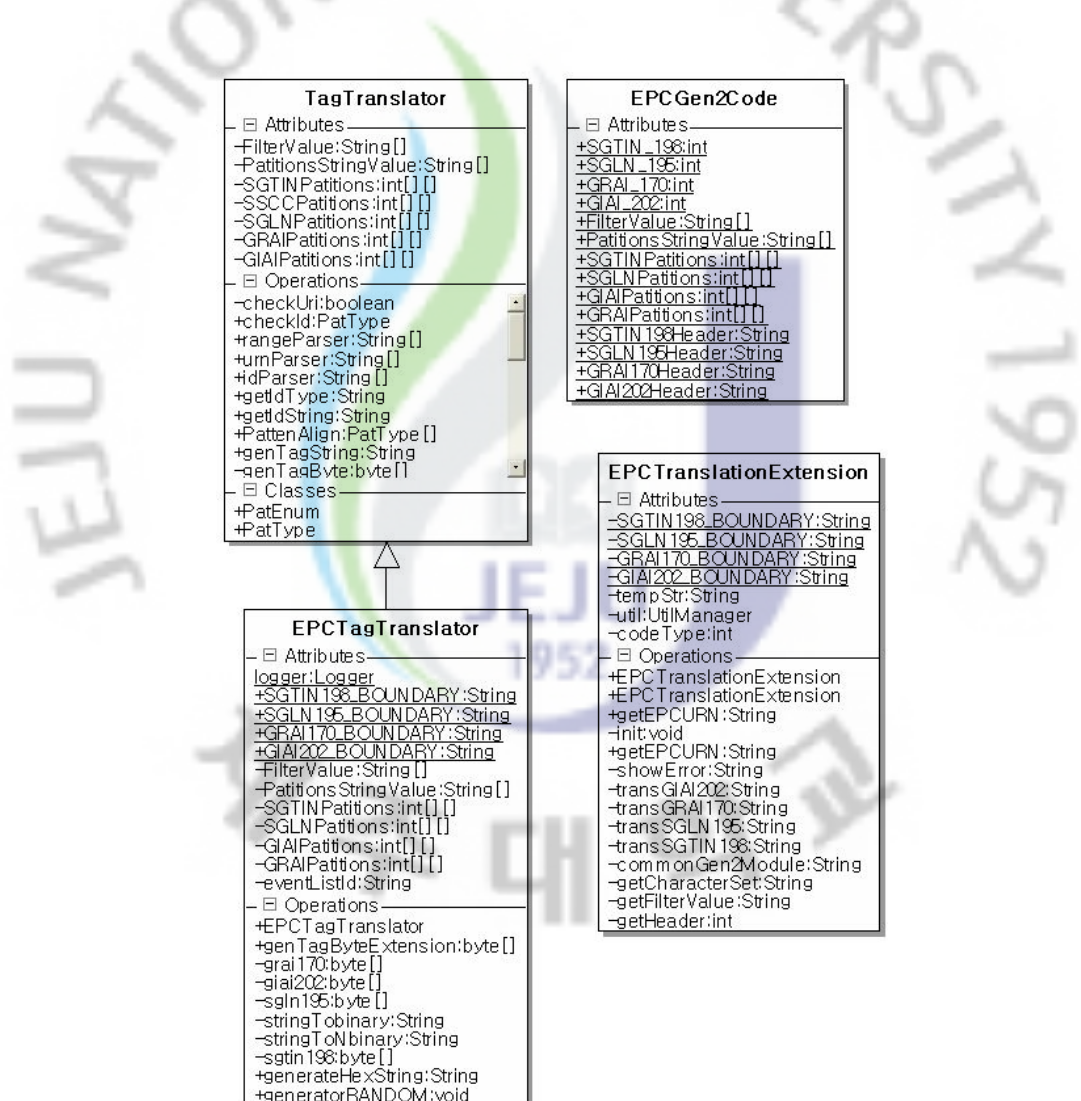 TagTranslator
Attributes
-FilterValue:String[]
-PatitionsStringValue:String[]
-SGTINPatitions:int[][]
-SSCCPatitions:int[][]
-SGLNPatitions:int[][]
-GRAIPatitions:int[][]
-GIAIPatitions:int[][]
Operations
-checkUri:boolean
+checkId:PatType
+rangeParser:String[]
+urnParser:String[]
+idParser:String[]
+getIdType:String
+getIdString:String
+PattenAlign:PatType[]
+genTagString:String
-genTagByte:byte[]
Classes
+PatEnum
+PatType
EPCGen2Code
Attributes
+SGTIN_198:int
+SGLN_195:int
+GRAI_170:int
+GIAI_202:int
+FilterValue:String[]
+PatitionsStringValue:String[]
+SGTINPatitions:int[][]
+SGLNPatitions:int[][]
+GIAIPatitions:int[][]
+GRAIPatitions:int[][]
+SGTIN198Header:String
+SGLN195Header:String
+GRAI170Header:String
+GIAI202Header:String
EPCTranslationExtension
Attributes
-SGTIN198_BOUNDARY:String
-SGLN195_BOUNDARY:String
-GRAI170_BOUNDARY:String
-GIAI202_BOUNDARY:String
-tempStr:String
-util:UtilManager
-codeType:int
Operations
+EPCTranslationExtension
+EPCTranslationExtension
+getEPCURN:String
-init:void
+getEPCURN:String
-showError:String
-transGIAI202:String
-transGRAI170:String
-transSGLN195:String
-transSGTIN198:String
-commonGen2Module:String
-getCharacterSet:String
-getFilterValue:String
-getHeader:int
EPCTagTranslator
Attributes
logger:Logger
+SGTIN198_BOUNDARY:String
+SGLN195_BOUNDARY:String
+GRAI170_BOUNDARY:String
+GIAI202_BOUNDARY:String
-FilterValue:String[]
-PatitionsStringValue:String[]
-SGTINPatitions:int[][]
-SGLNPatitions:int[][]
-GIAIPatitions:int[][]
-GRAIPatitions:int[][]
-eventListId:String
Operations
+EPCTagTranslator
+genTagByteExtension:byte[]
-grai170:byte[]
-giai202:byte[]
-sgln195:byte[]
-stringTobinary:String
-stringToNbinary:String
-sgtin198:byte[]
+generateHexString:String
+generatorRANDOM:void
JEJU
1952